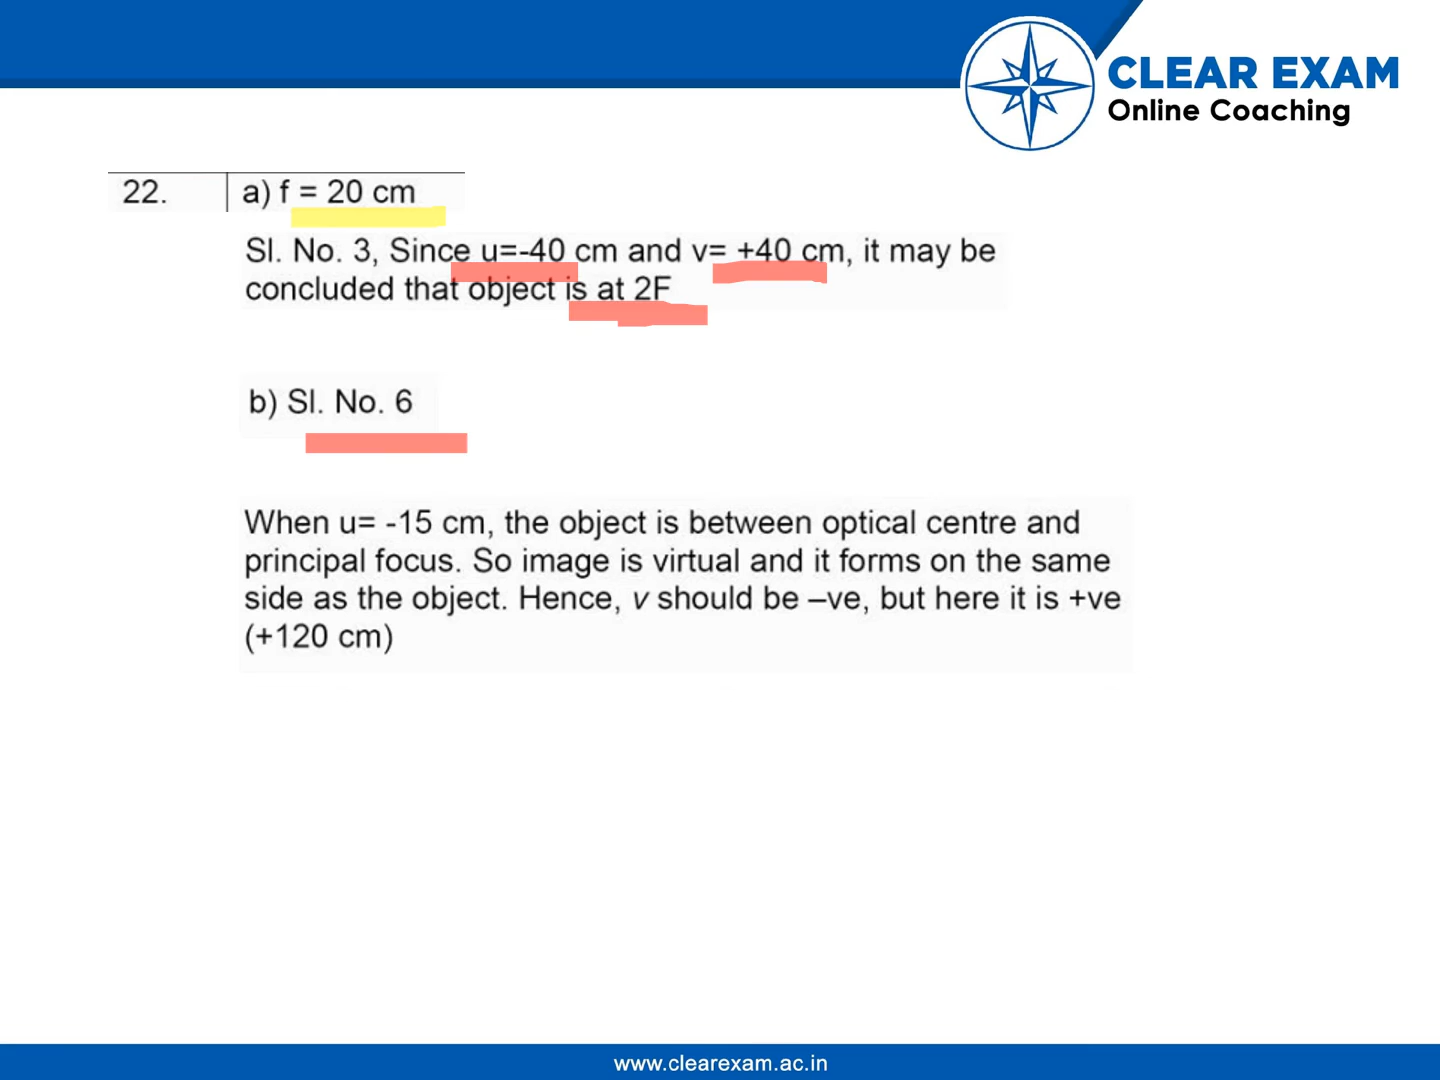 CLEAR EXAM
Online Coaching
22. a) f = 20 cm
Sl. No. 3, Since u=-40 cm and v= +40 cm, it may be
concluded that object is at 2F
b) Sl. No. 6
When u= -15 cm, the object is between optical centre and
principal focus. So image is virtual and it forms on the same
side as the object. Hence, v should be –ve, but here it is +ve
(+120 cm)
www.clearexam.ac.in